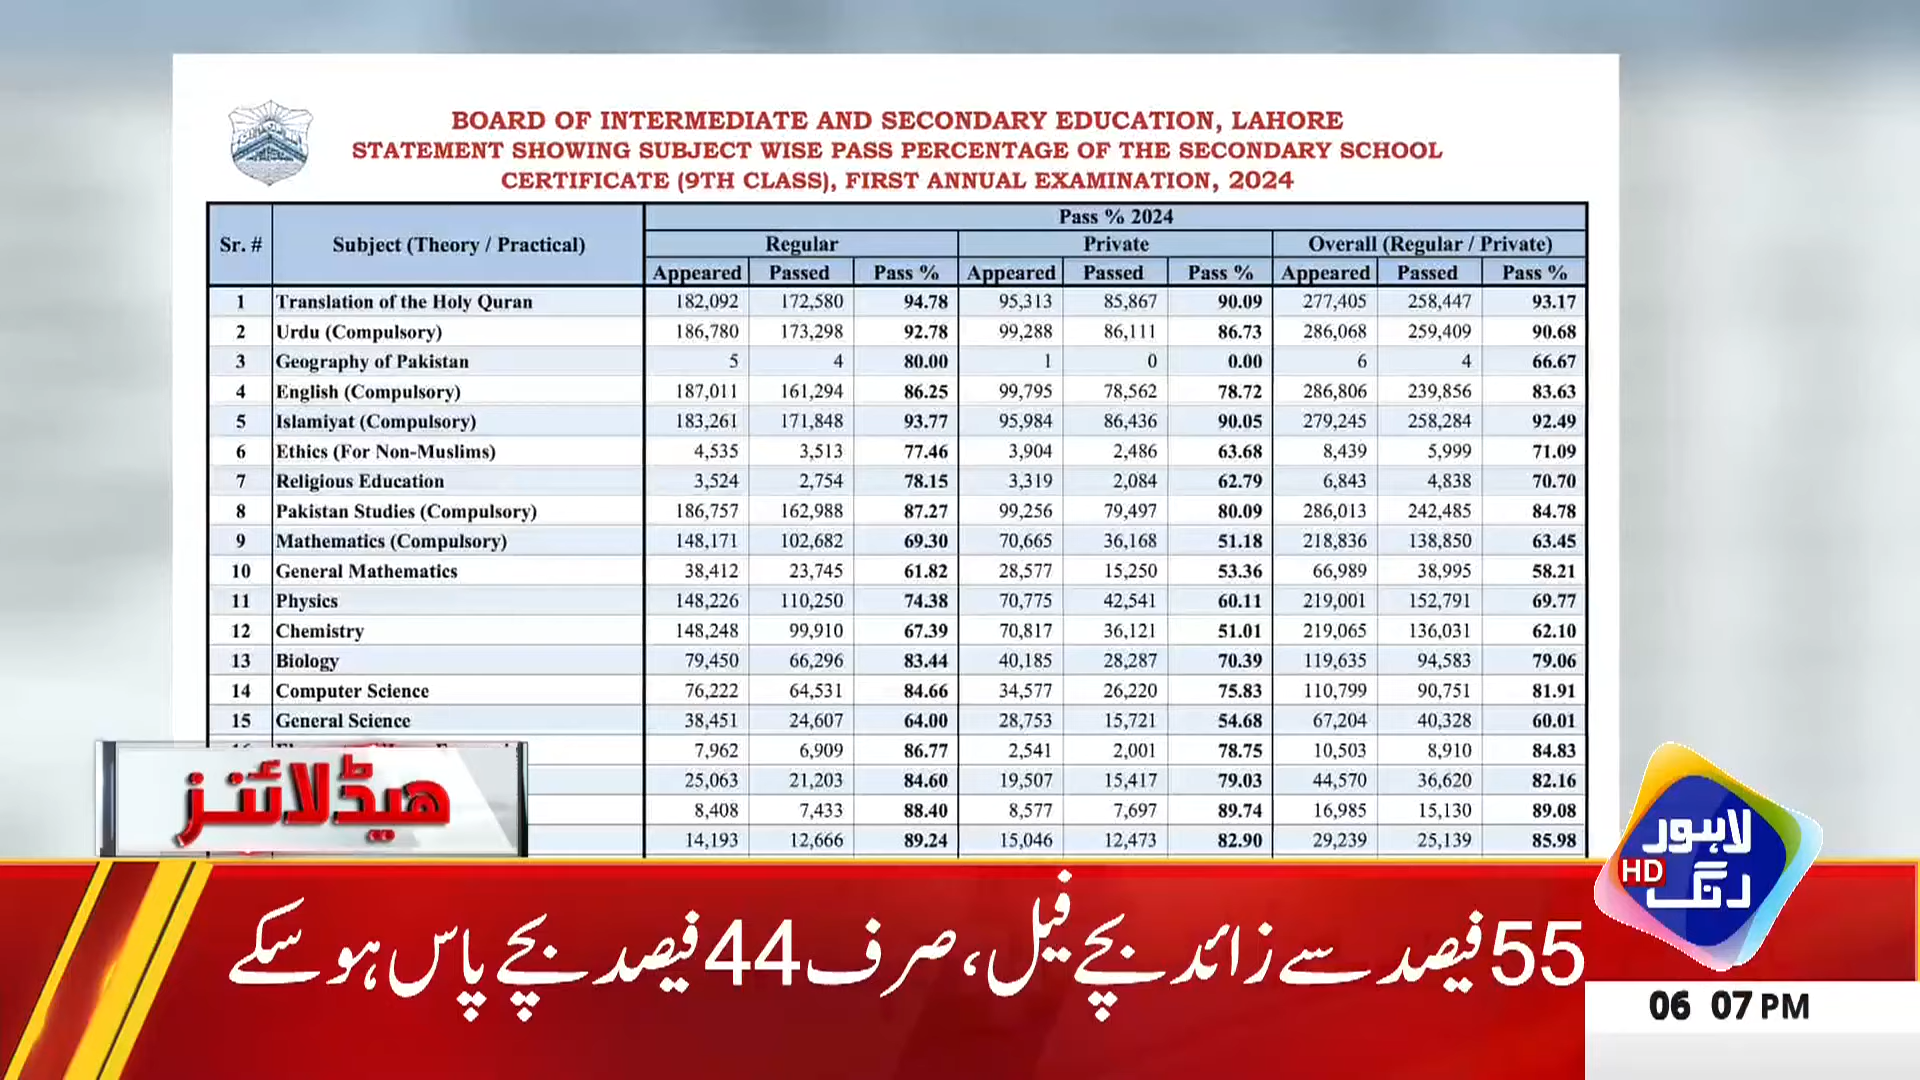 BOARD OF INTERMEDIATE AND SECONDARY EDUCATION, LAHORE
STATEMENT SHOWING SUBJECT WISE PASS PERCENTAGE OF THE SECONDARY SCHOOL
CERTIFICATE (9TH CLASS), FIRST ANNUAL EXAMINATION, 2024
Sr. # Subject (Theory / Practical) Pass % 2024
Regular Private Overall (Regular / Private)
Appeared Passed Pass % Appeared Passed Pass % Appeared Passed Pass %
1 Translation of the Holy Quran 182,092 172,580 94.78 95,313 85,867 90.09 277,405 258,447 93.17
2 Urdu (Compulsory) 186,780 173,298 92.78 99,288 86,111 86.73 286,068 259,409 90.68
3 Geography of Pakistan 5 4 80.00 1 0 0.00 6 4 66.67
4 English (Compulsory) 187,011 161,294 86.25 99,795 78,562 78.72 286,806 239,856 83.63
5 Islamiyat (Compulsory) 183,261 171,848 93.77 95,984 86,436 90.05 279,245 258,284 92.49
6 Ethics (For Non-Muslims) 4,535 3,513 77.46 3,904 2,486 63.68 8,439 5,999 71.09
7 Religious Education 3,524 2,754 78.15 3,319 2,084 62.79 6,843 4,838 70.70
8 Pakistan Studies (Compulsory) 186,757 162,988 87.27 99,256 79,497 80.09 286,013 242,485 84.78
9 Mathematics (Compulsory) 148,171 102,682 69.30 70,665 36,168 51.18 218,836 138,850 63.45
10 General Mathematics 38,412 23,745 61.82 28,577 15,250 53.36 66,989 38,995 58.21
11 Physics 148,226 110,250 74.38 70,775 42,541 60.11 219,001 152,791 69.77
12 Chemistry 148,248 99,910 67.39 70,817 36,121 51.01 219,065 136,031 62.10
13 Biology 79,450 66,296 83.44 40,185 28,287 70.39 119,635 94,583 79.06
14 Computer Science 76,222 64,531 84.66 34,577 26,220 75.83 110,799 90,751 81.91
15 General Science 38,451 24,607 64.00 28,753 15,721 54.68 67,204 40,328 60.01
7,962 6,909 86.77 2,541 2,001 78.75 10,503 8,910 84.83
25,063 21,203 84.60 19,507 15,417 79.03 44,570 36,620 82.16
8,408 7,433 88.40 8,577 7,697 89.74 16,985 15,130 89.08
14,193 12,666 89.24 15,046 12,473 82.90 29,239 25,139 85.98
ہیڈلائنز
لاہور
رنگ
HD
55فیصد سے زائد بچے فیل، صرف 44فیصد بچے پاس ہو سکے
06 07 PM